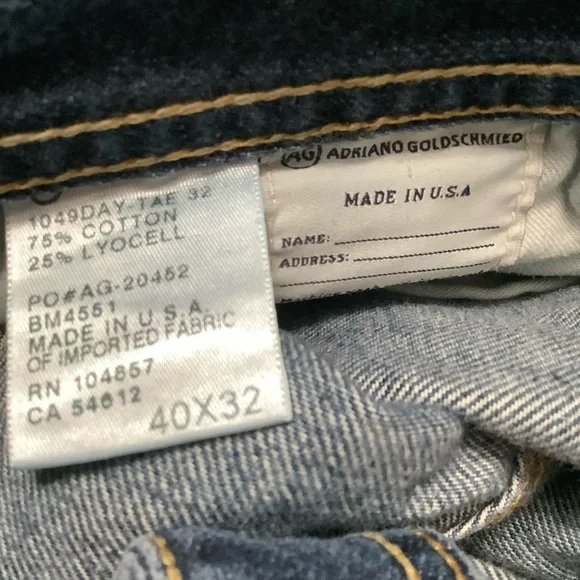 1049DAY-TAE 32
75% COTTON
25% LYOCELL
PO#AG-20452
BM4551
MADE IN U.S.A
OF IMPORTED FABRIC
RN 104857
CA 54612
40X32
AG ADRIANO GOLDSCHMIED
MADE IN U.S.A
NAME:
ADDRESS: